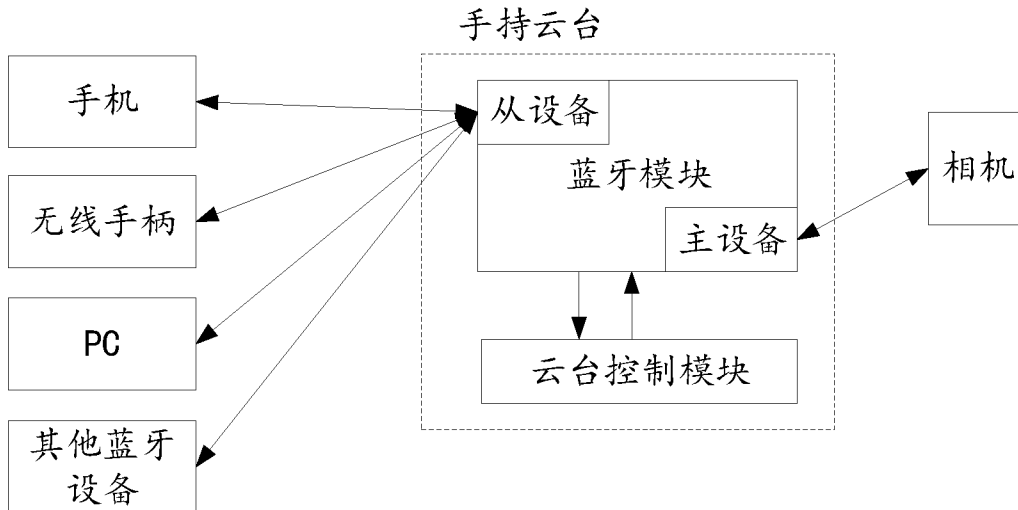 手持云台
手机
无线手柄
PC
其他蓝牙
设备
从设备
蓝牙模块
主设备
云台控制模块
相机